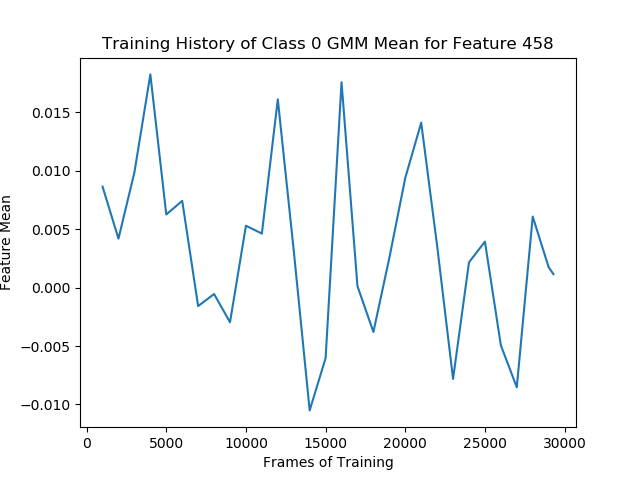 Training History of Class 0 GMM Mean for Feature 458
Feature Mean
0.015
0.010
0.005
0.000
−0.005
−0.010
0 5000 10000 15000 20000 25000 30000
Frames of Training